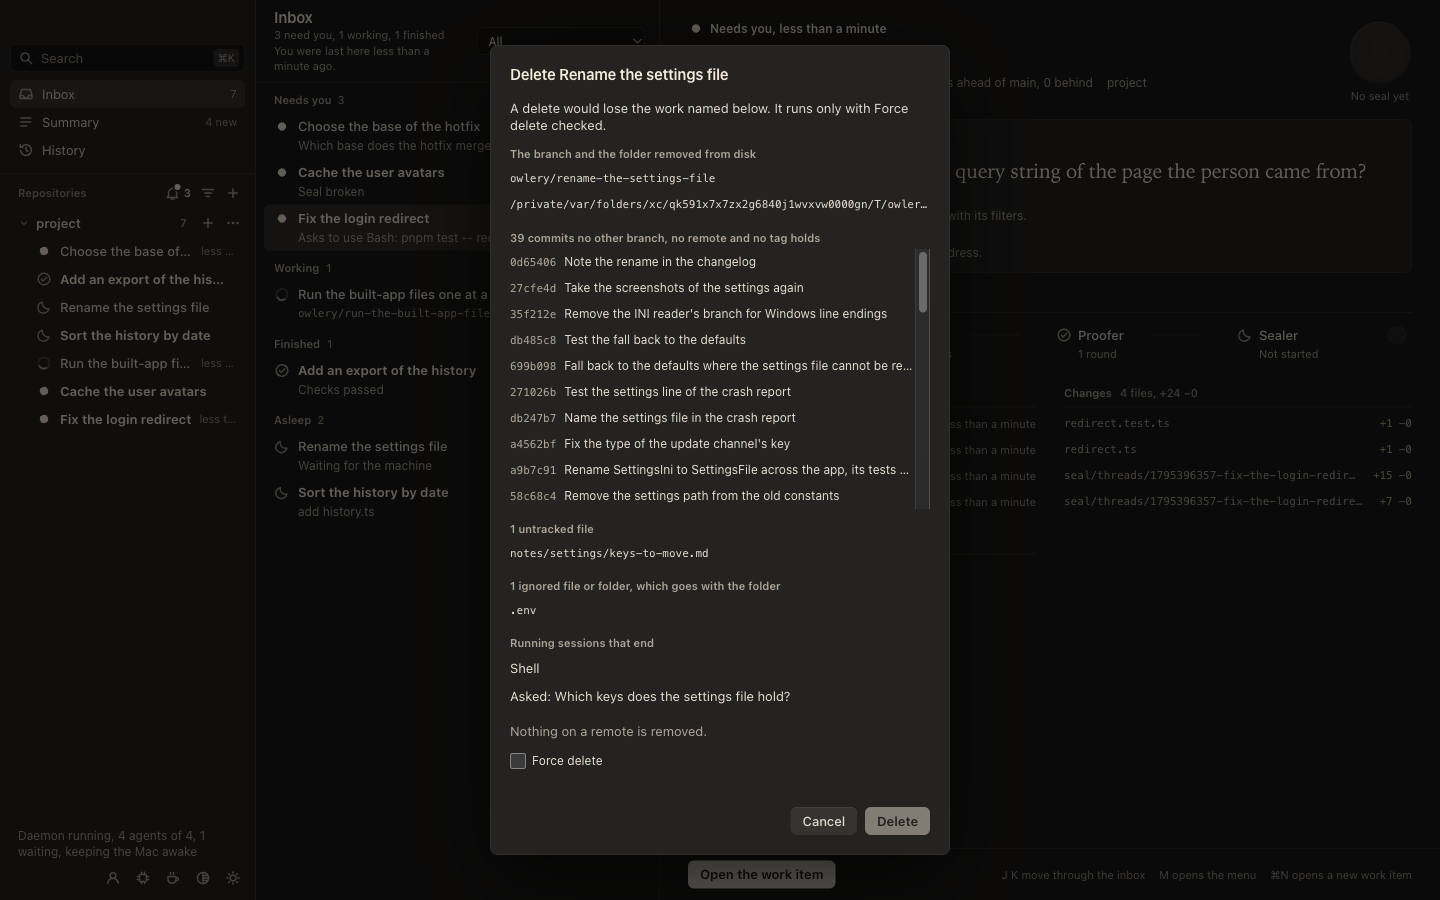 Search
⌘K
Inbox
7
Summary
4 new
History
Repositories
3
project
7
Choose the base of...
less ...
Add an export of the his...
Rename the settings file
Sort the history by date
Run the built-app fi...
less ...
Cache the user avatars
Fix the login redirect
less t...
Daemon running, 4 agents of 4, 1
waiting, keeping the Mac awake
Inbox
3 need you, 1 working, 1 finished
You were last here less than a
minute ago.
All
Needs you 3
Choose the base of the hotfix
Which base does the hotfix merge
Cache the user avatars
Seal broken
Fix the login redirect
Asks to use Bash: pnpm test -- re
Working 1
Run the built-app files one at a
owlery/run-the-built-app-file
Finished 1
Add an export of the history
Checks passed
Asleep 2
Rename the settings file
Waiting for the machine
Sort the history by date
add history.ts
Delete Rename the settings file
A delete would lose the work named below. It runs only with Force
delete checked.
The branch and the folder removed from disk
owlery/rename-the-settings-file
/private/var/folders/xc/qk591x7x7zx2g6840j1wvxvw0000gn/T/owler…
39 commits no other branch, no remote and no tag holds
0d65406 Note the rename in the changelog
27cfe4d Take the screenshots of the settings again
35f212e Remove the INI reader's branch for Windows line endings
db485c8 Test the fall back to the defaults
699b098 Fall back to the defaults where the settings file cannot be re...
271026b Test the settings line of the crash report
db247b7 Name the settings file in the crash report
a4562bf Fix the type of the update channel's key
a9b7c91 Rename SettingsIni to SettingsFile across the app, its tests ...
58c68c4 Remove the settings path from the old constants
1 untracked file
notes/settings/keys-to-move.md
1 ignored file or folder, which goes with the folder
.env
Running sessions that end
Shell
Asked: Which keys does the settings file hold?
Nothing on a remote is removed.
Force delete
Cancel
Delete
Needs you, less than a minute
ahead of main, 0 behind
project
No seal yet
query string of the page the person came from?
with its filters.
dress.
Proofer
1 round
Sealer
Not started
Changes 4 files, +24 −0
ss than a minute
redirect.test.ts
+1 −0
ss than a minute
redirect.ts
+1 −0
ss than a minute
seal/threads/1795396357-fix-the-login-redir…
+15 −0
ss than a minute
seal/threads/1795396357-fix-the-login-redire…
+7 −0
Open the work item
J K move through the inbox
M opens the menu
⌘N opens a new work item